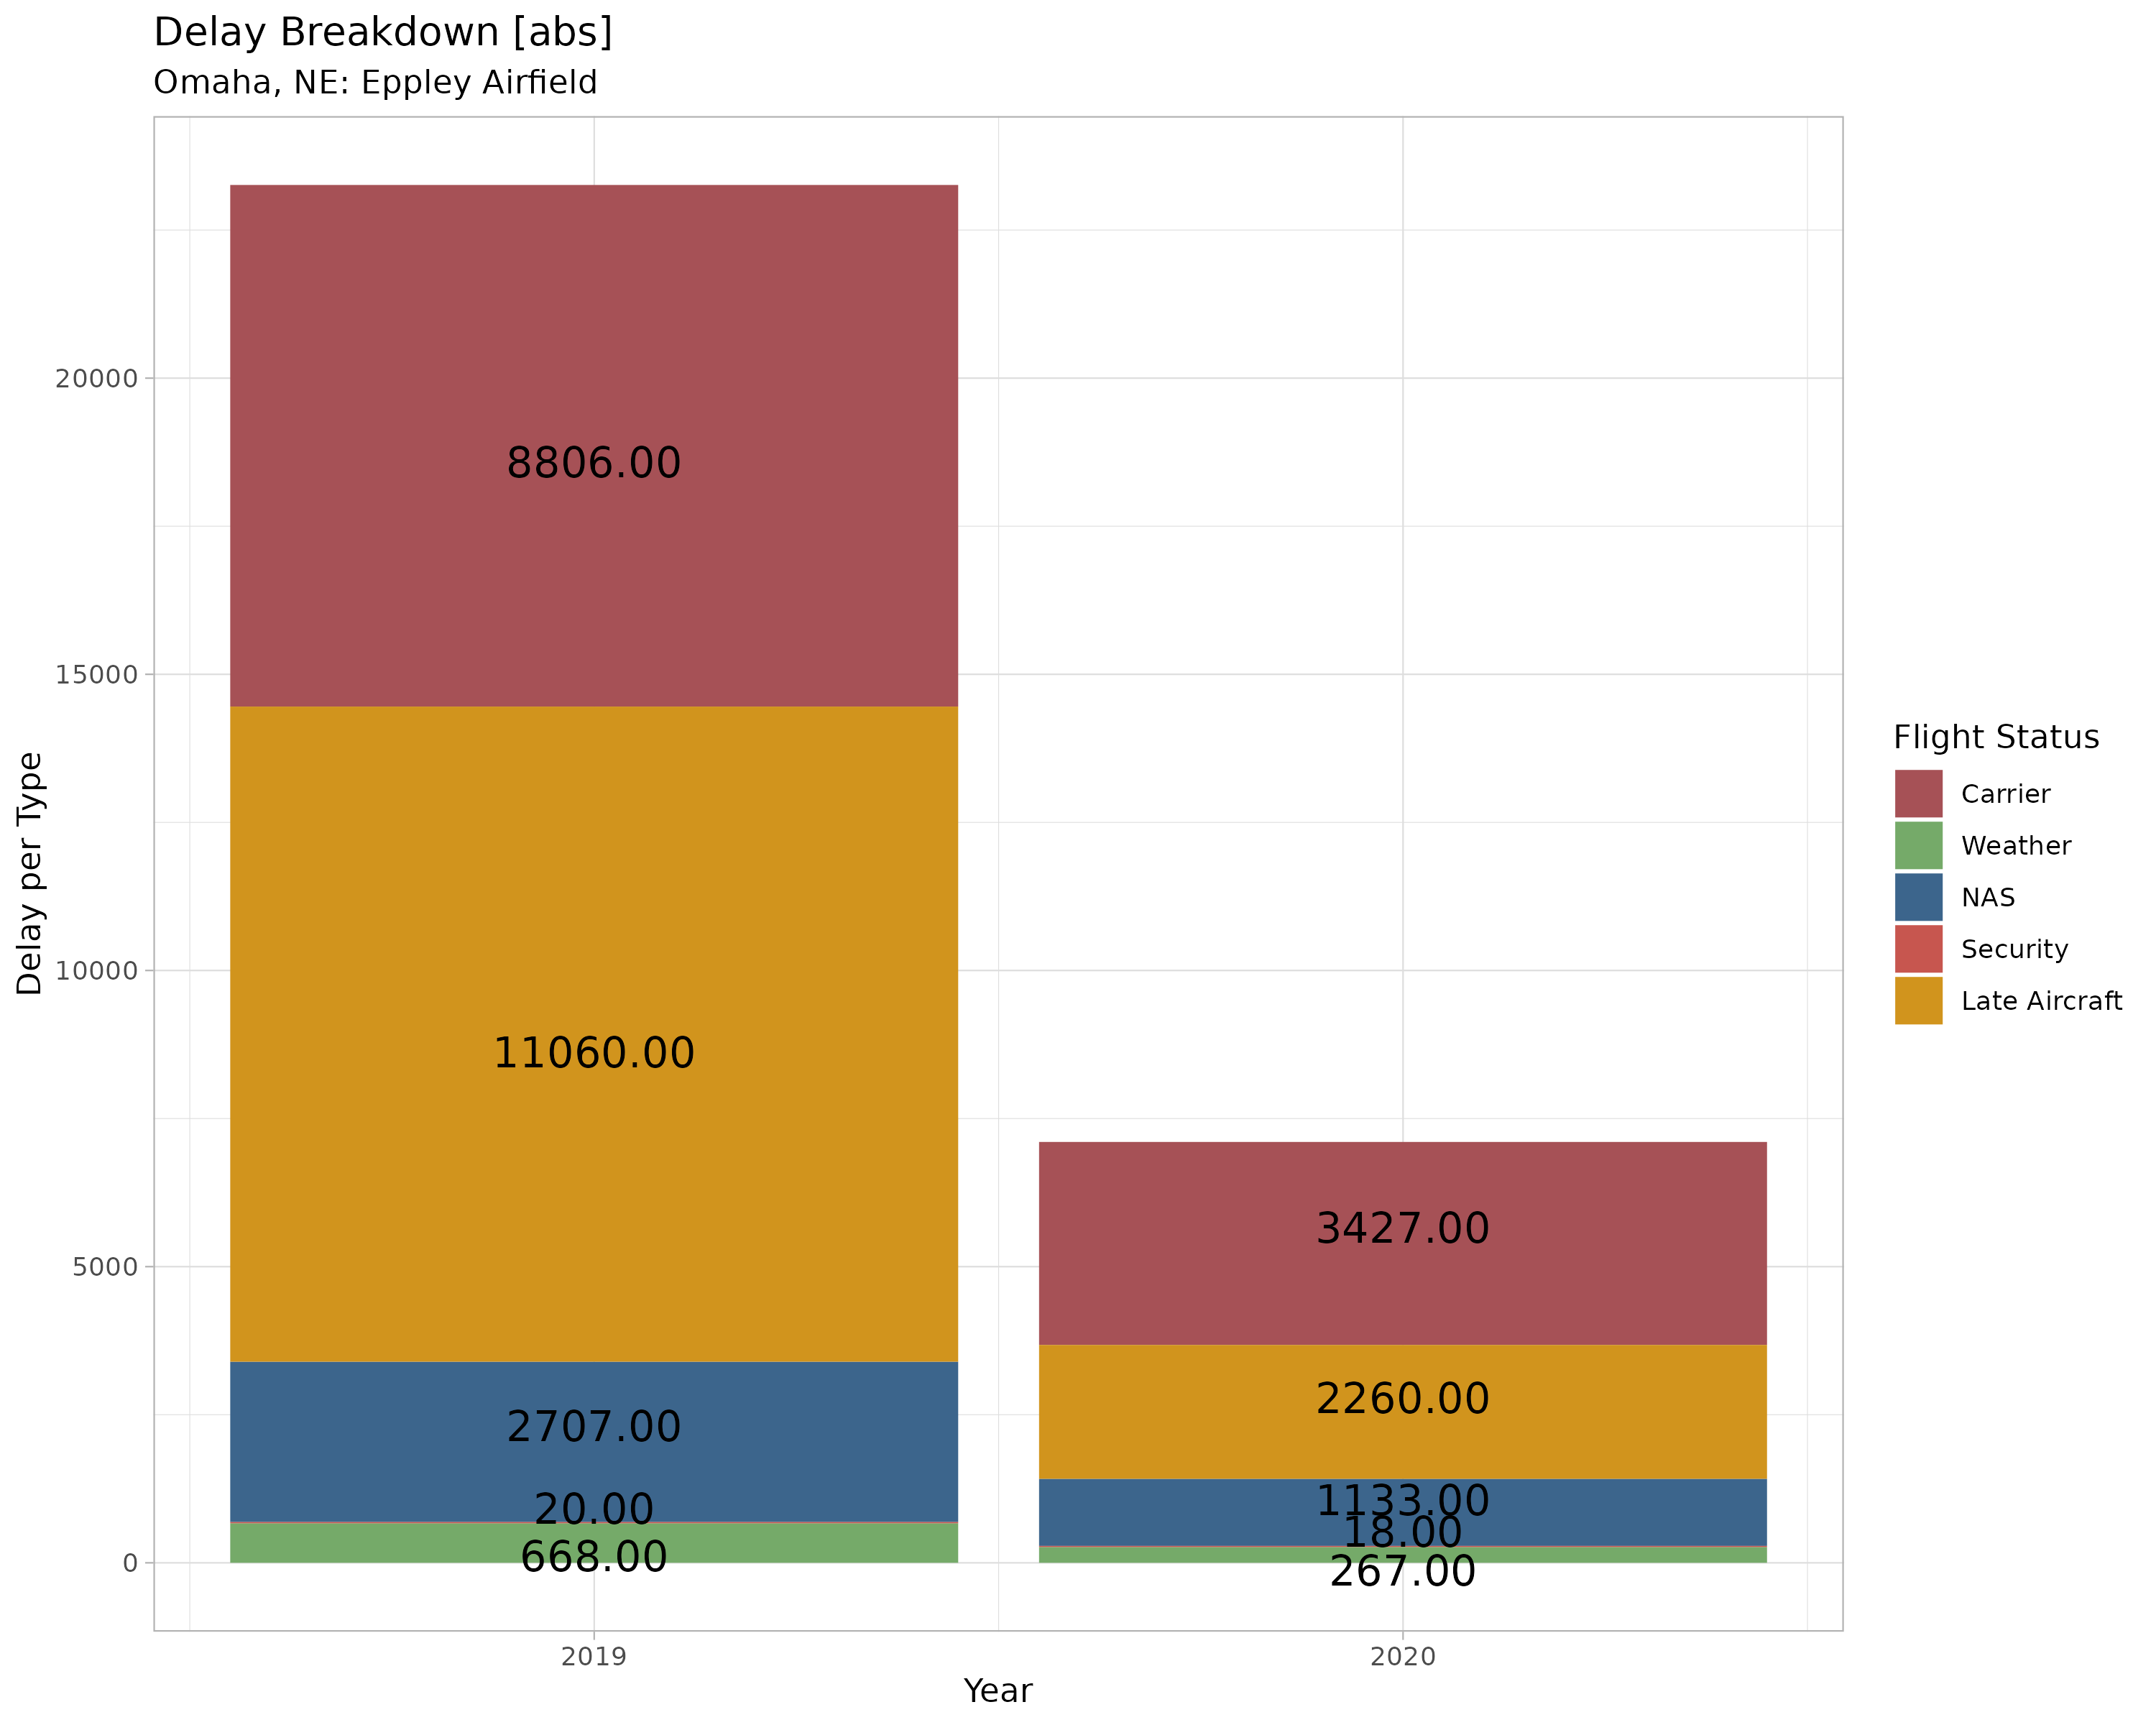 Delay Breakdown [abs]
Omaha, NE: Eppley Airfield
Delay per Type
20000
15000
10000
5000
0
8806.00
11060.00
2707.00
20.00
668.00
3427.00
2260.00
1133.00
18.00
267.00
2019
2020
Year
Flight Status
Carrier
Weather
NAS
Security
Late Aircraft